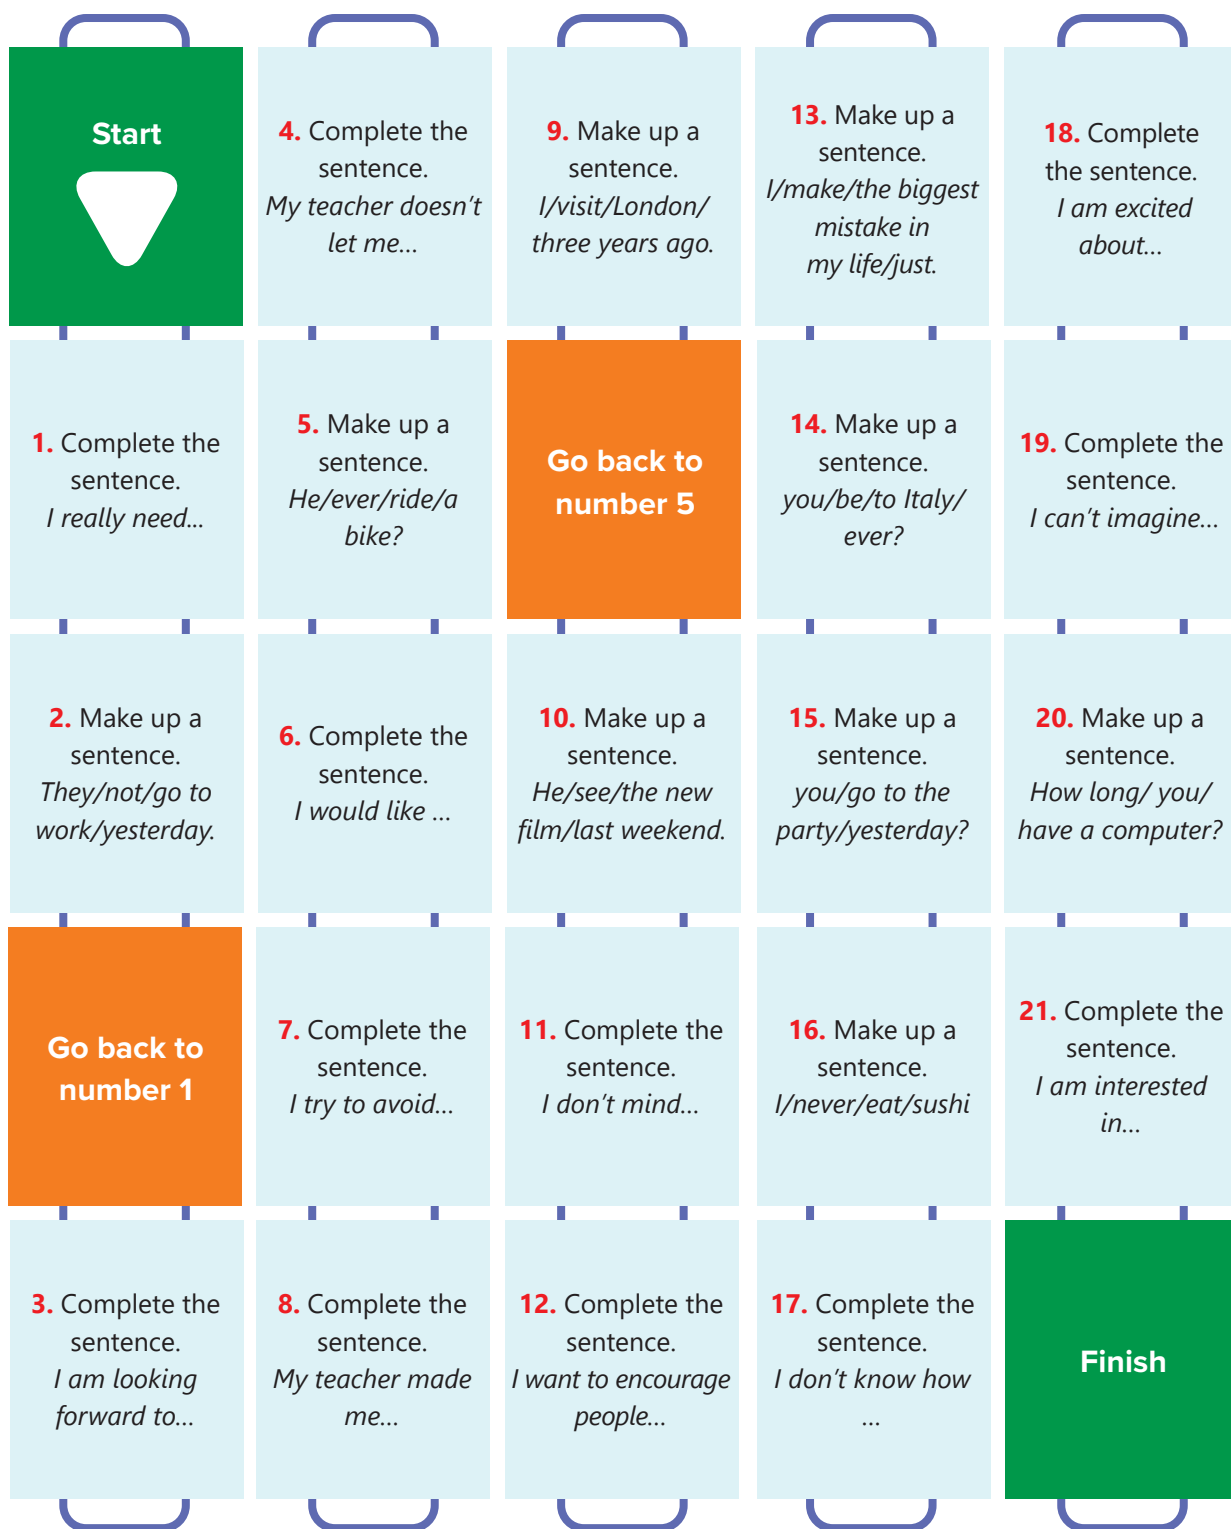 Start
1. Complete the
sentence.
I really need...
2. Make up a
sentence.
They/not/go to
work/yesterday.
Go back to
number 1
3. Complete the
sentence.
I am looking
forward to...
4. Complete the
sentence.
My teacher doesn't
let me...
5. Make up a
sentence.
He/ever/ride/a
bike?
6. Complete the
sentence.
I would like ...
7. Complete the
sentence.
I try to avoid...
8. Complete the
sentence.
My teacher made
me...
9. Make up a
sentence.
I/visit/London/
three years ago.
Go back to
number 5
10. Make up a
sentence.
He/see/the new
film/last weekend.
11. Complete the
sentence.
I don't mind...
12. Complete the
sentence.
I want to encourage
people...
13. Make up a
sentence.
I/make/the biggest
mistake in
my life/just.
14. Make up a
sentence.
you/be/to Italy/
ever?
15. Make up a
sentence.
you/go to the
party/yesterday?
16. Make up a
sentence.
I/never/eat/sushi
17. Complete the
sentence.
I don't know how
...
18. Complete
the sentence.
I am excited
about...
19. Complete the
sentence.
I can't imagine...
20. Make up a
sentence.
How long/ you/
have a computer?
21. Complete the
sentence.
I am interested
in...
Finish